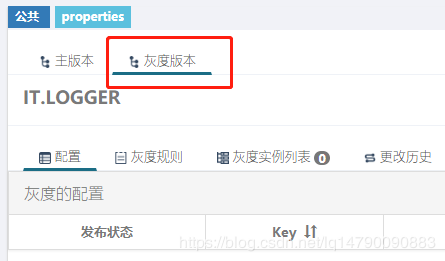 公共 properties
主版本 灰度版本
IT.LOGGER
配置 灰度规则 灰度实例列表 0 更改历史
灰度的配置
发布状态 Key
https://blog.csdn.net/lq14790090883